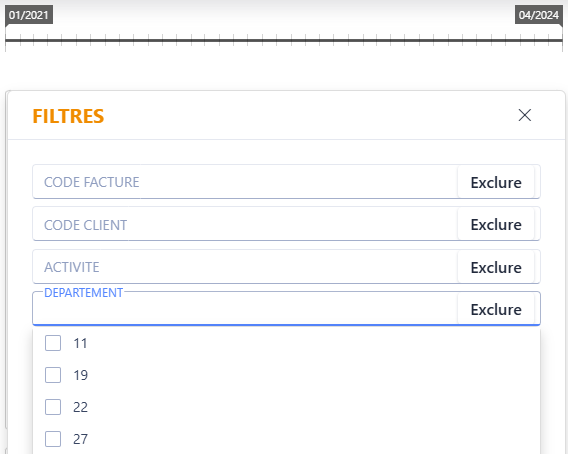 01/2021 04/2024
FILTRES
CODE FACTURE Exclure
CODE CLIENT Exclure
ACTIVITE Exclure
DEPARTEMENT
Exclure
11
19
22
27